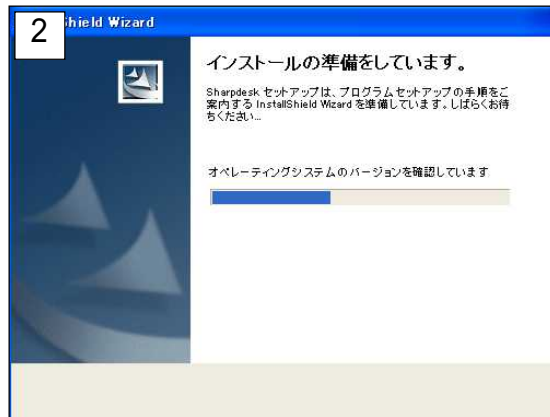 2
Shield Wizard
インストールの準備をしています。
Sharpdesk セットアップは、プログラム セットアップの手順をご
案内する InstallShield Wizard を準備しています。しばらくお待
ちください...
オペレーティングシステムのバージョンを確認しています